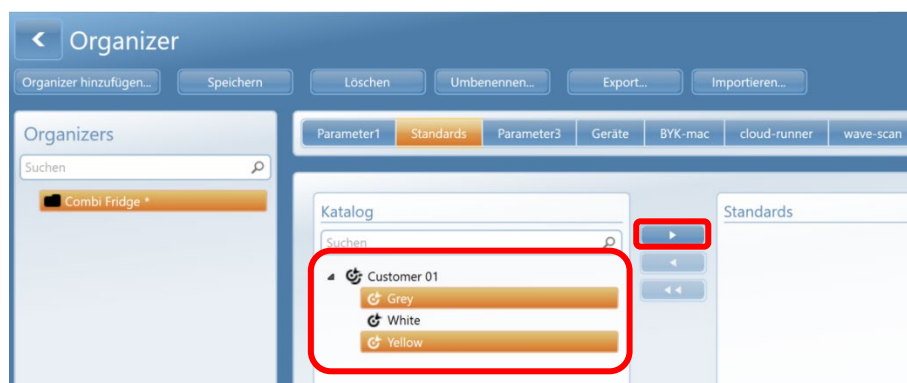 Organizer
Organizer hinzufügen... Speichern Löschen Umbenennen... Export... Importieren...
Organizers
Parameter1 Standards Parameter3 Geräte BYK-mac cloud-runner wave-scan
Suchen
Combi Fridge *
Katalog
Standards
Suchen
Customer 01
Grey
White
Yellow